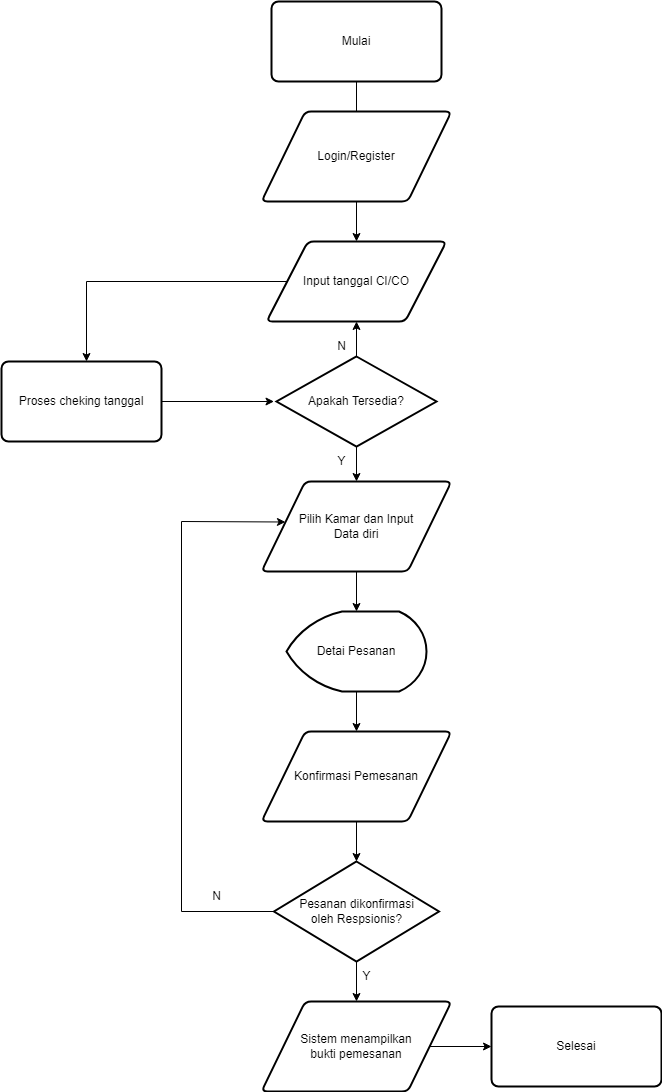 Mulai
Login/Register
Input tanggal CI/CO
N
Proses cheking tanggal
Apakah Tersedia?
Y
Pilih Kamar dan Input
Data diri
Detai Pesanan
Konfirmasi Pemesanan
N
Pesanan dikonfirmasi
oleh Respsionis?
Y
Sistem menampilkan
bukti pemesanan
Selesai